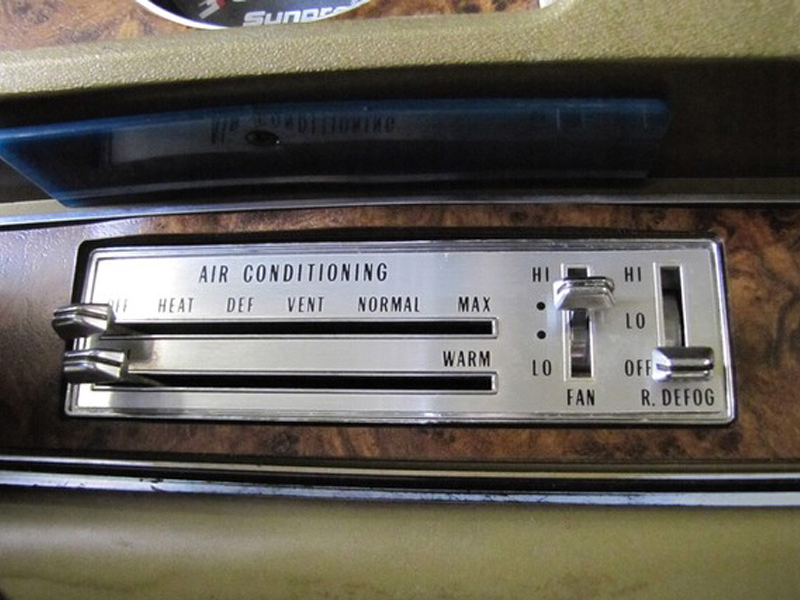 AIR CONDITIONING
HEAT DEF VENT NORMAL MAX
WARM
HI
LO
FAN
HI
LO
OFF
R. DEFOG